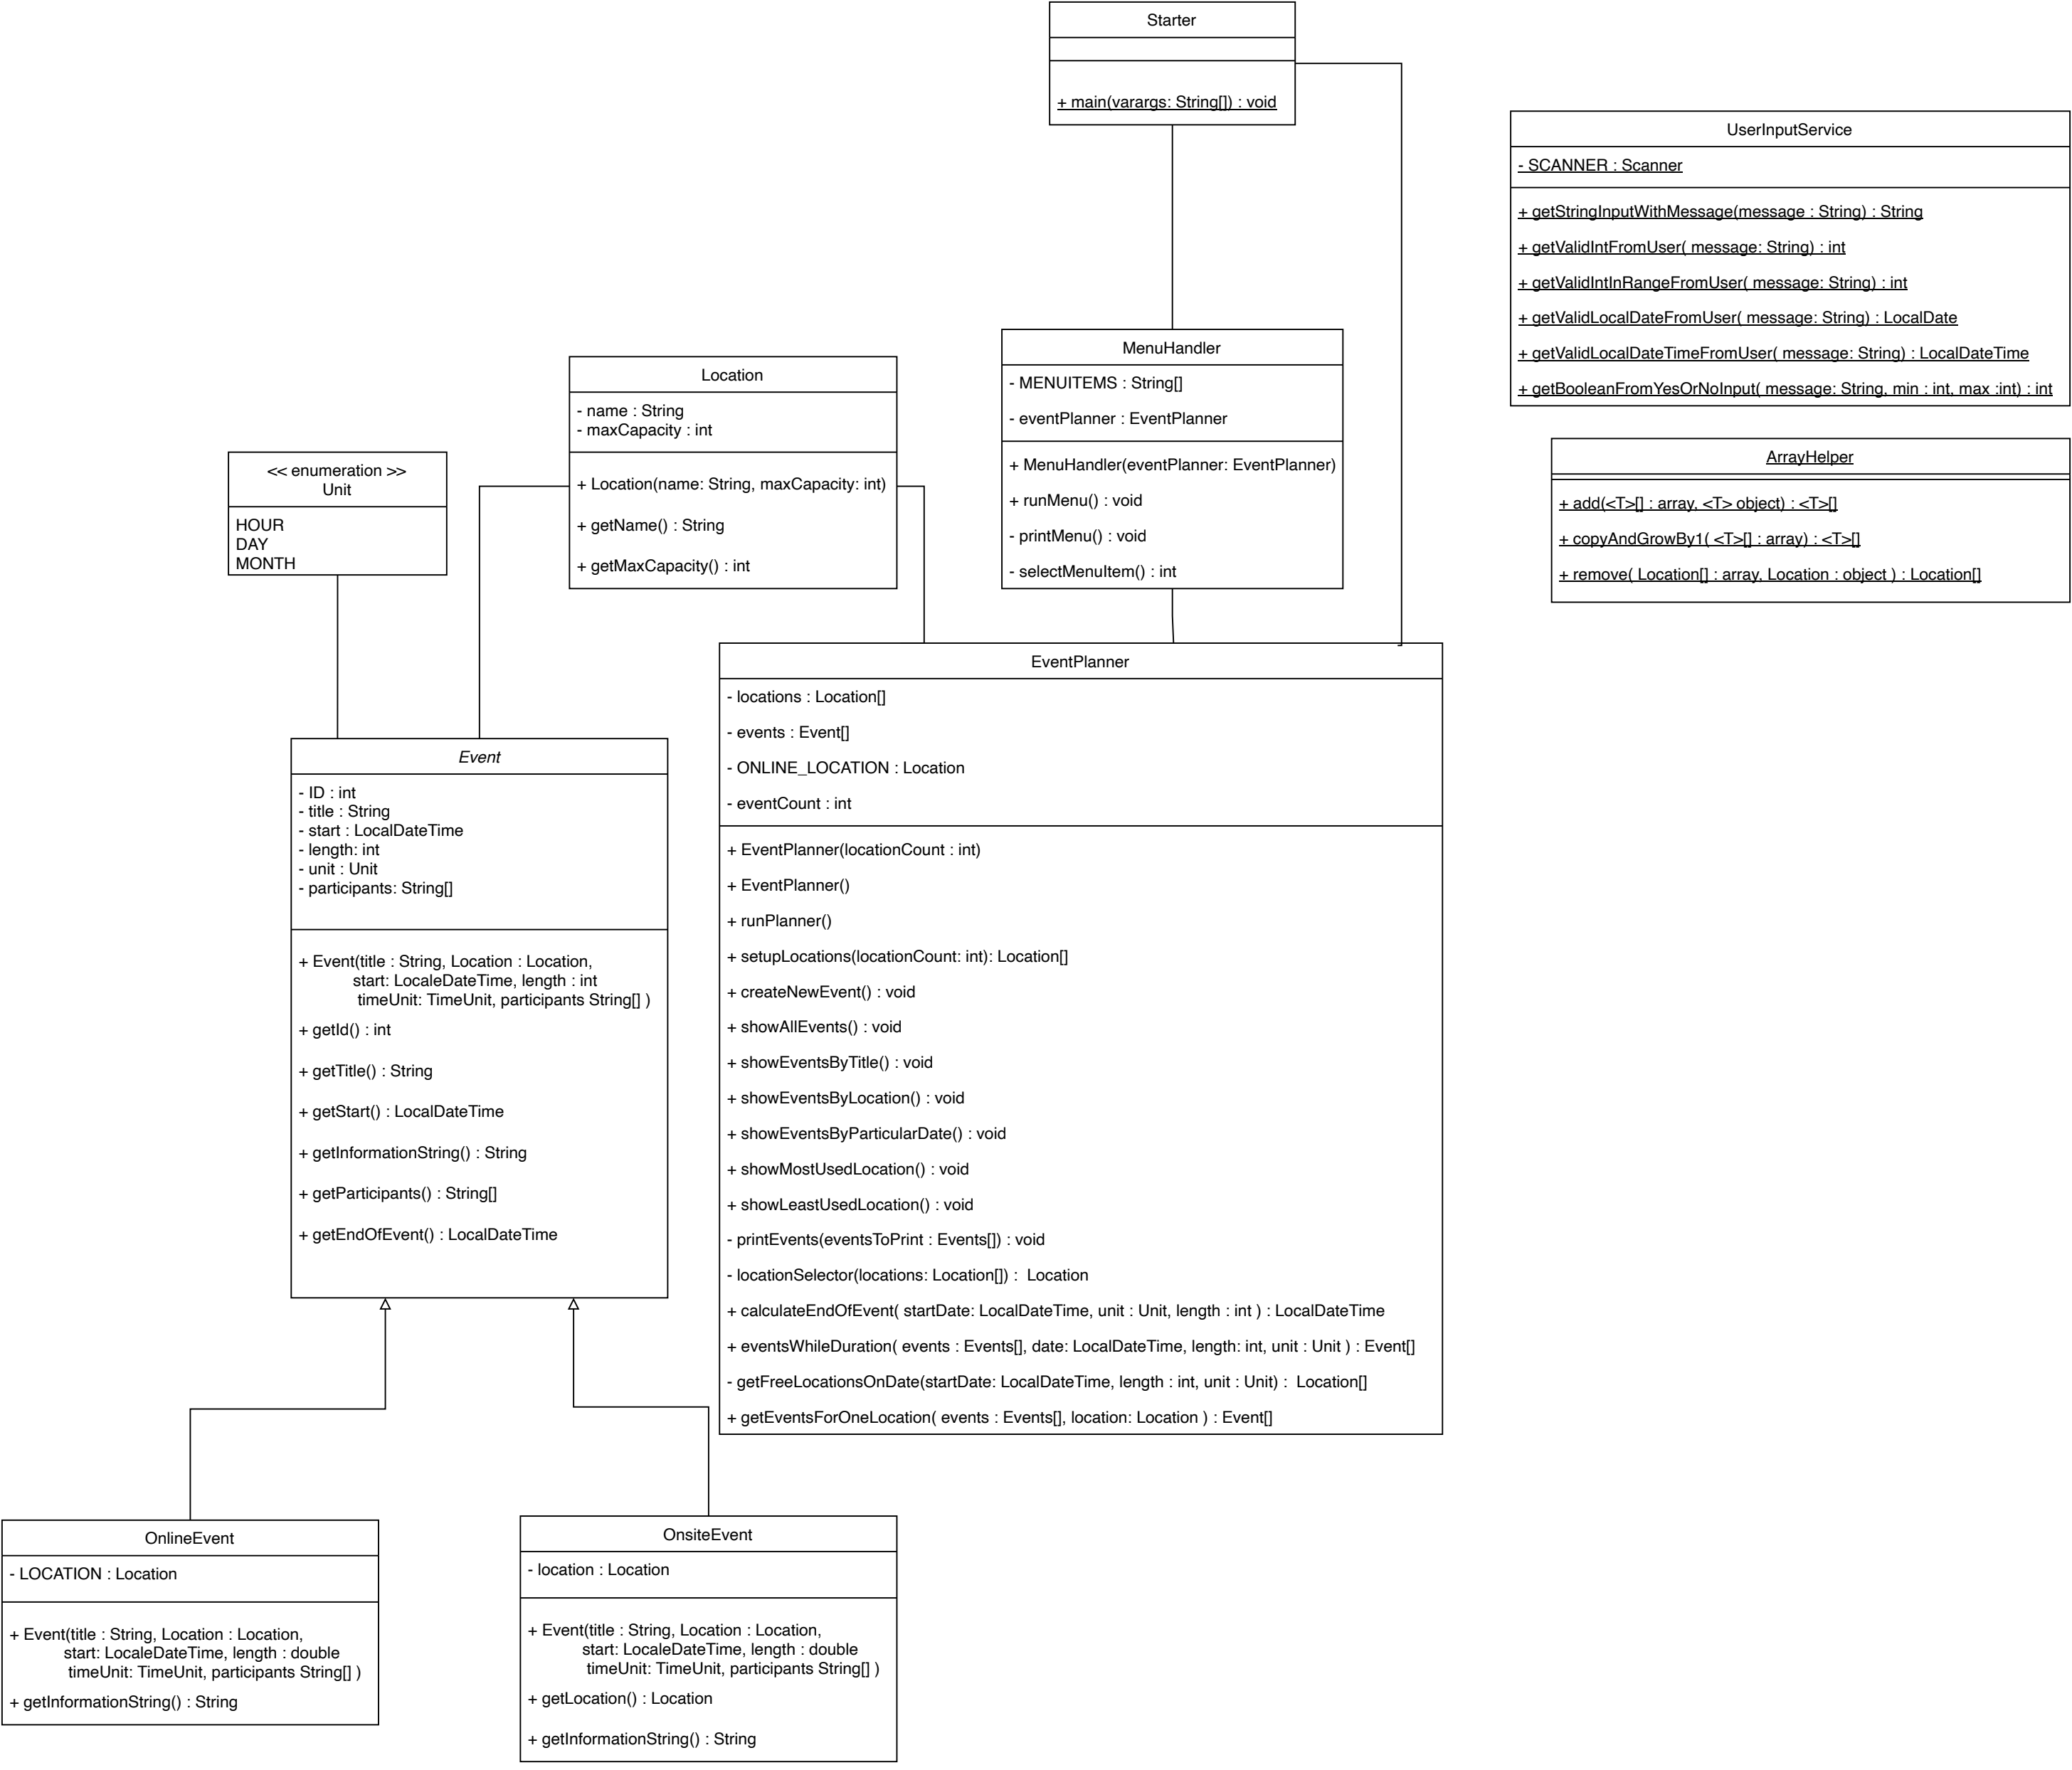 Starter
+ main(varargs: String[]) : void
UserInputService
- SCANNER : Scanner
+ getStringInputWithMessage(message : String) : String
+ getValidIntFromUser( message: String) : int
+ getValidIntInRangeFromUser( message: String) : int
+ getValidLocalDateFromUser( message: String) : LocalDate
+ getValidLocalDateTimeFromUser( message: String) : LocalDateTime
+ getBooleanFromYesOrNoInput( message: String, min : int, max :int) : int
MenuHandler
- MENUITEMS : String[]
- eventPlanner : EventPlanner
+ MenuHandler(eventPlanner: EventPlanner)
+ runMenu() : void
- printMenu() : void
- selectMenuItem() : int
Location
- name : String
- maxCapacity : int
+ Location(name: String, maxCapacity: int)
+ getName() : String
+ getMaxCapacity() : int
ArrayHelper
+ add(<T>[] : array, <T> object) : <T>[]
+ copyAndGrowBy1( <T>[] : array) : <T>[]
+ remove( Location[] : array, Location : object ) : Location[]
<< enumeration >>
Unit
HOUR
DAY
MONTH
EventPlanner
- locations : Location[]
- events : Event[]
- ONLINE_LOCATION : Location
- eventCount : int
+ EventPlanner(locationCount : int)
+ EventPlanner()
+ runPlanner()
+ setupLocations(locationCount: int): Location[]
+ createNewEvent() : void
+ showAllEvents() : void
+ showEventsByTitle() : void
+ showEventsByLocation() : void
+ showEventsByParticularDate() : void
+ showMostUsedLocation() : void
+ showLeastUsedLocation() : void
- printEvents(eventsToPrint : Events[]) : void
- locationSelector(locations: Location[]) :  Location
+ calculateEndOfEvent( startDate: LocalDateTime, unit : Unit, length : int ) : LocalDateTime
+ eventsWhileDuration( events : Events[], date: LocalDateTime, length: int, unit : Unit ) : Event[]
- getFreeLocationsOnDate(startDate: LocalDateTime, length : int, unit : Unit) :  Location[]
+ getEventsForOneLocation( events : Events[], location: Location ) : Event[]
Event
- ID : int
- title : String
- start : LocalDateTime
- length: int
- unit : Unit
- participants: String[]
+ Event(title : String, Location : Location,
start: LocaleDateTime, length : int
timeUnit: TimeUnit, participants String[] )
+ getId() : int
+ getTitle() : String
+ getStart() : LocalDateTime
+ getInformationString() : String
+ getParticipants() : String[]
+ getEndOfEvent() : LocalDateTime
OnlineEvent
- LOCATION : Location
+ Event(title : String, Location : Location,
start: LocaleDateTime, length : double
timeUnit: TimeUnit, participants String[] )
+ getInformationString() : String
OnsiteEvent
- location : Location
+ Event(title : String, Location : Location,
start: LocaleDateTime, length : double
timeUnit: TimeUnit, participants String[] )
+ getLocation() : Location
+ getInformationString() : String